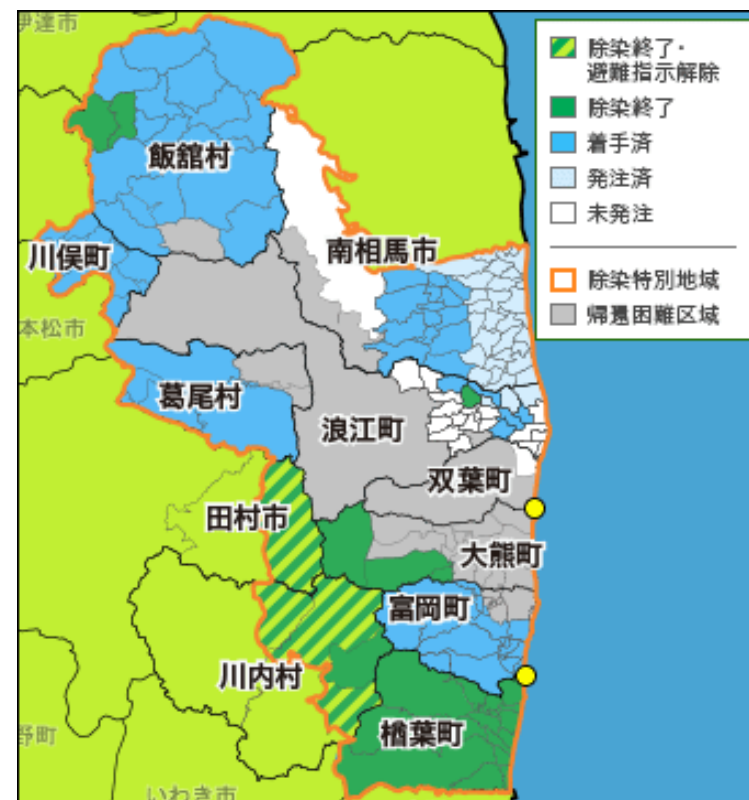 伊達市
除染終了・
避難指示解除
除染終了
着手済
発注済
未発注
除染特別地域
帰還困難区域
飯舘村
川俣町
南相馬市
本松市
葛尾村
浪江町
双葉町
田村市
大熊町
富岡町
川内村
楢葉町
野町
いわき市